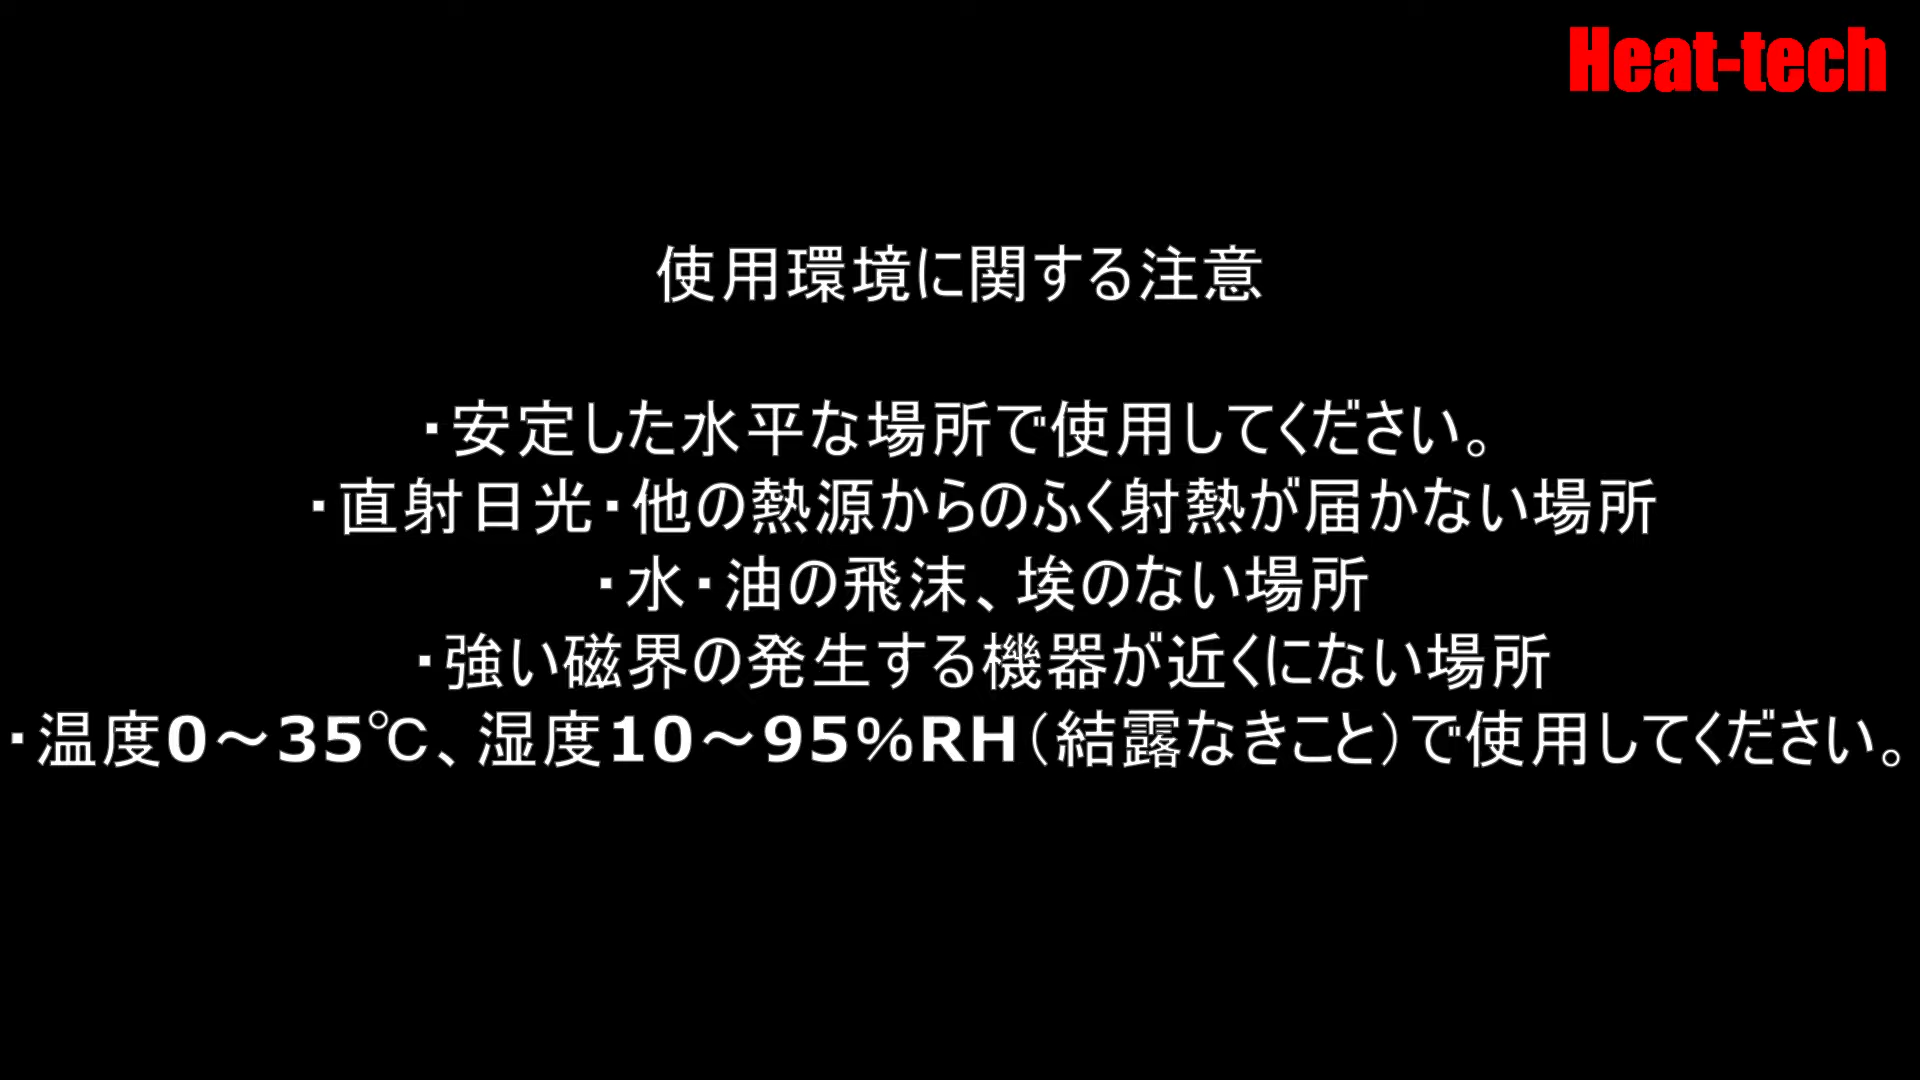 Heat-tech
使用環境に関する注意
・安定した水平な場所で使用してください。
・直射日光・他の熱源からのふく射熱が届かない場所
・水・油の飛沫、埃のない場所
・強い磁界の発生する機器が近くにない場所
・温度0～35℃、湿度10～95%RH（結露なきこと）で使用してください。